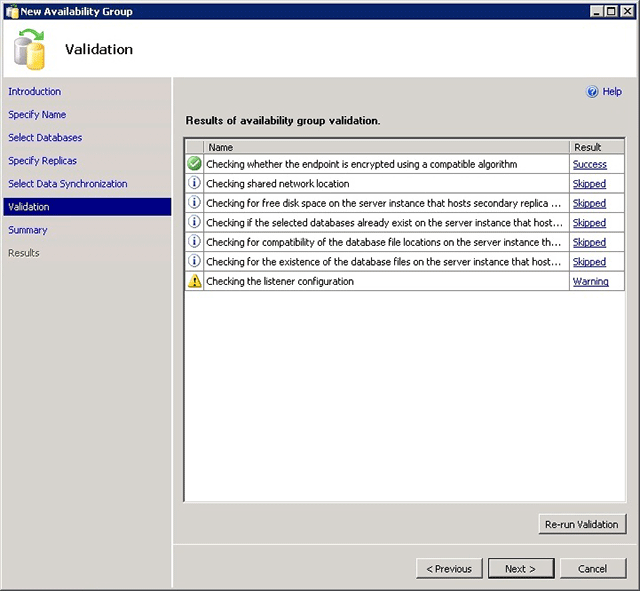 New Availability Group
Validation
Introduction
Specify Name
Select Databases
Specify Replicas
Select Data Synchronization
Validation
Summary
Results
Help
Results of availability group validation.
Name Result
Checking whether the endpoint is encrypted using a compatible algorithm Success
Checking shared network location Skipped
Checking for free disk space on the server instance that hosts secondary replica ... Skipped
Checking if the selected databases already exist on the server instance that host... Skipped
Checking for compatibility of the database file locations on the server instance th... Skipped
Checking for the existence of the database files on the server instance that host... Skipped
Checking the listener configuration Warning
Re-run Validation
< Previous Next > Cancel